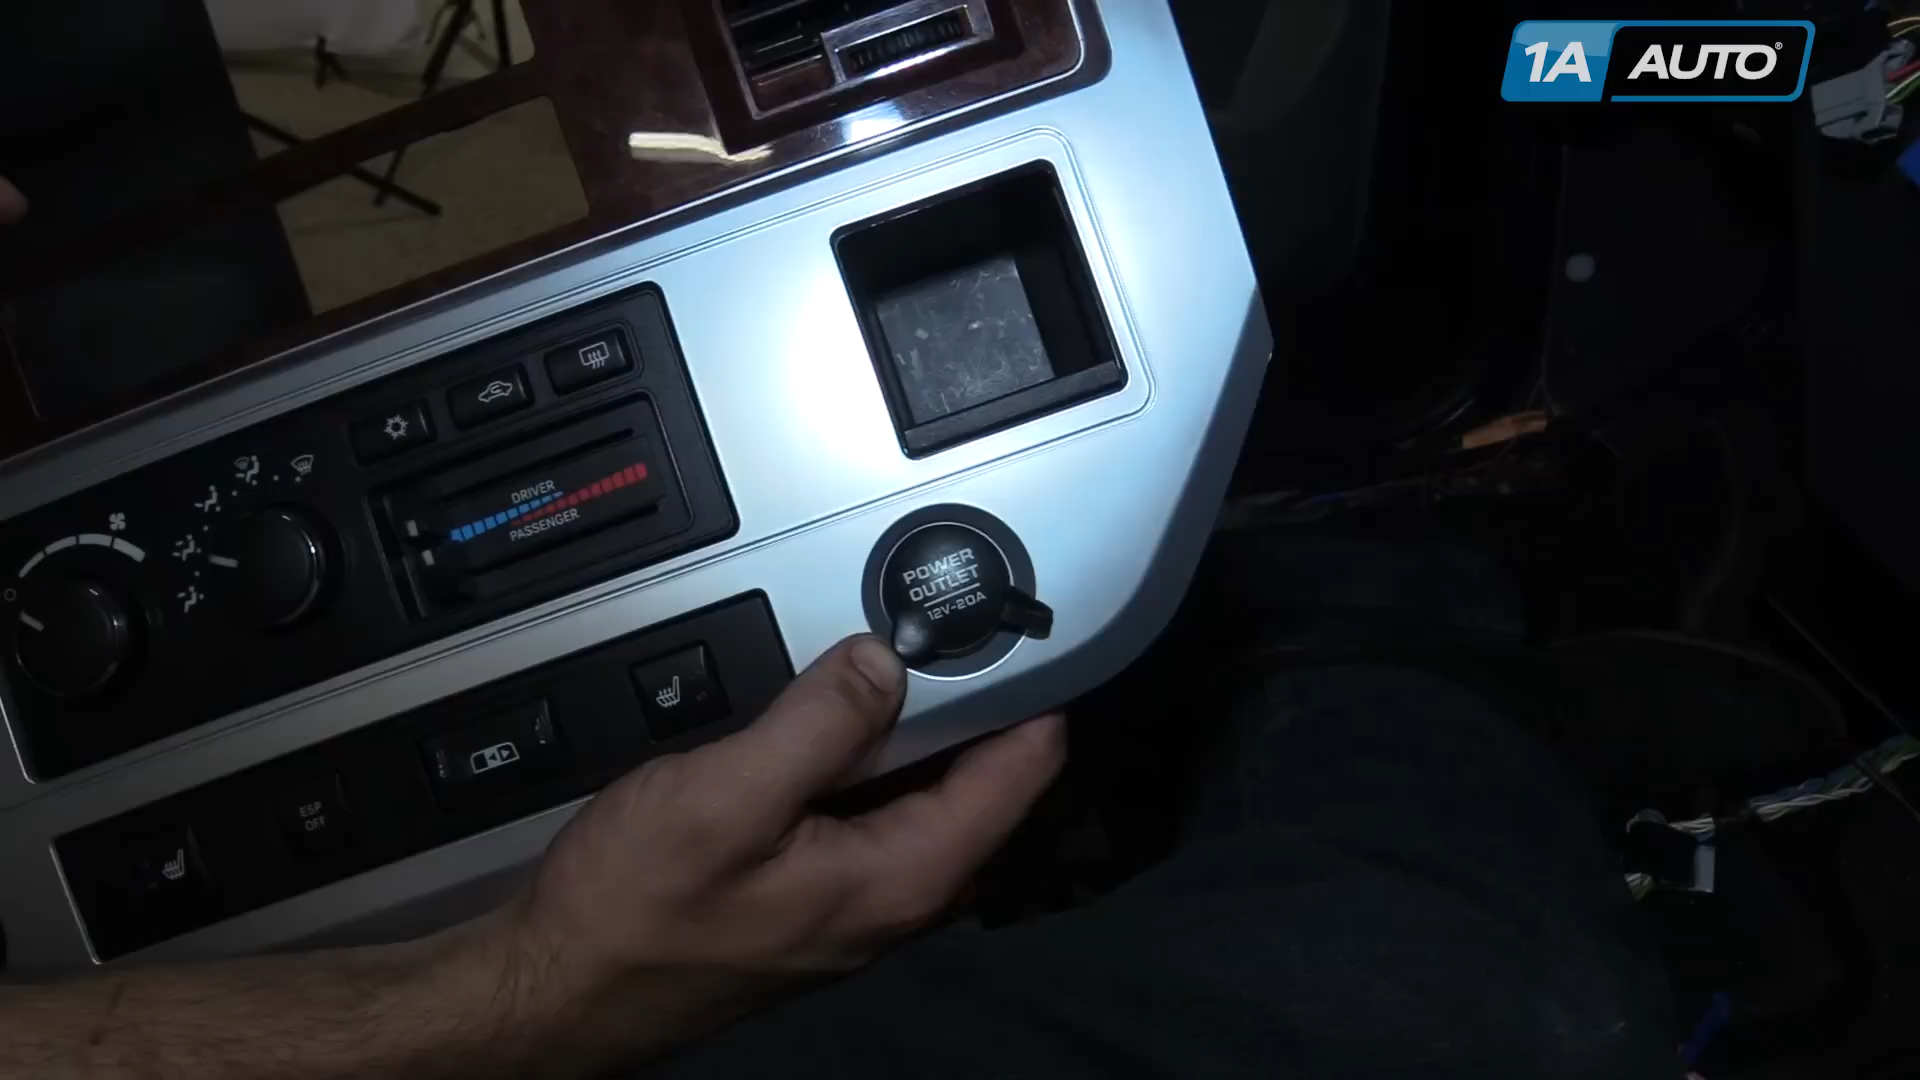 1A AUTO®
DRIVER
PASSENGER
POWER
OUTLET
12V-20A
ESP
OFF